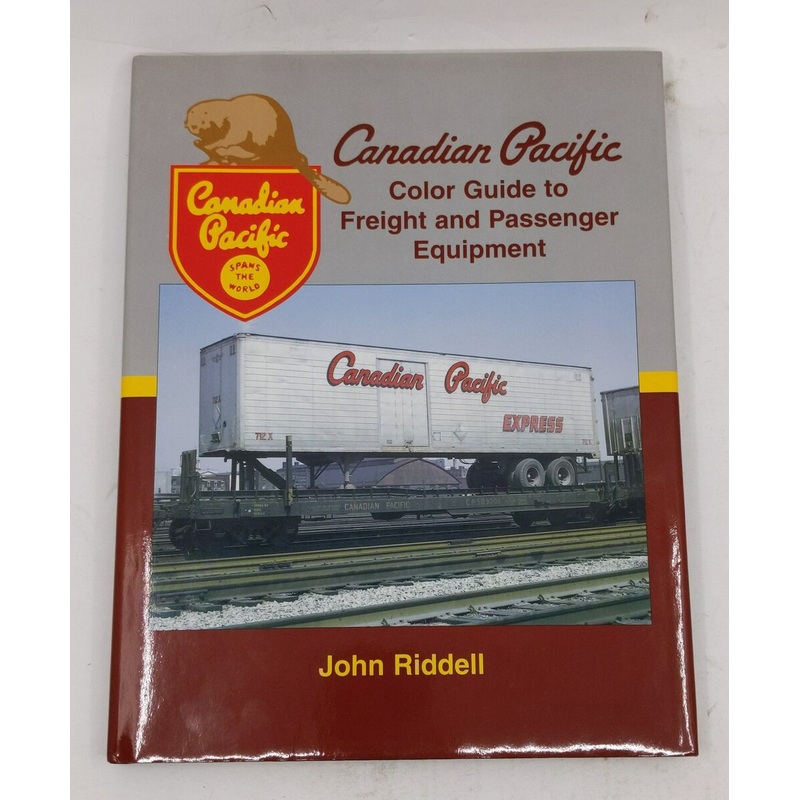 Canadian Pacific
Color Guide to
Freight and Passenger
Equipment
Canadian
Pacific
SPANS
THE
WORLD
Canadian Pacific
EXPRESS
712 X
CANADIAN PACIFIC
John Riddell